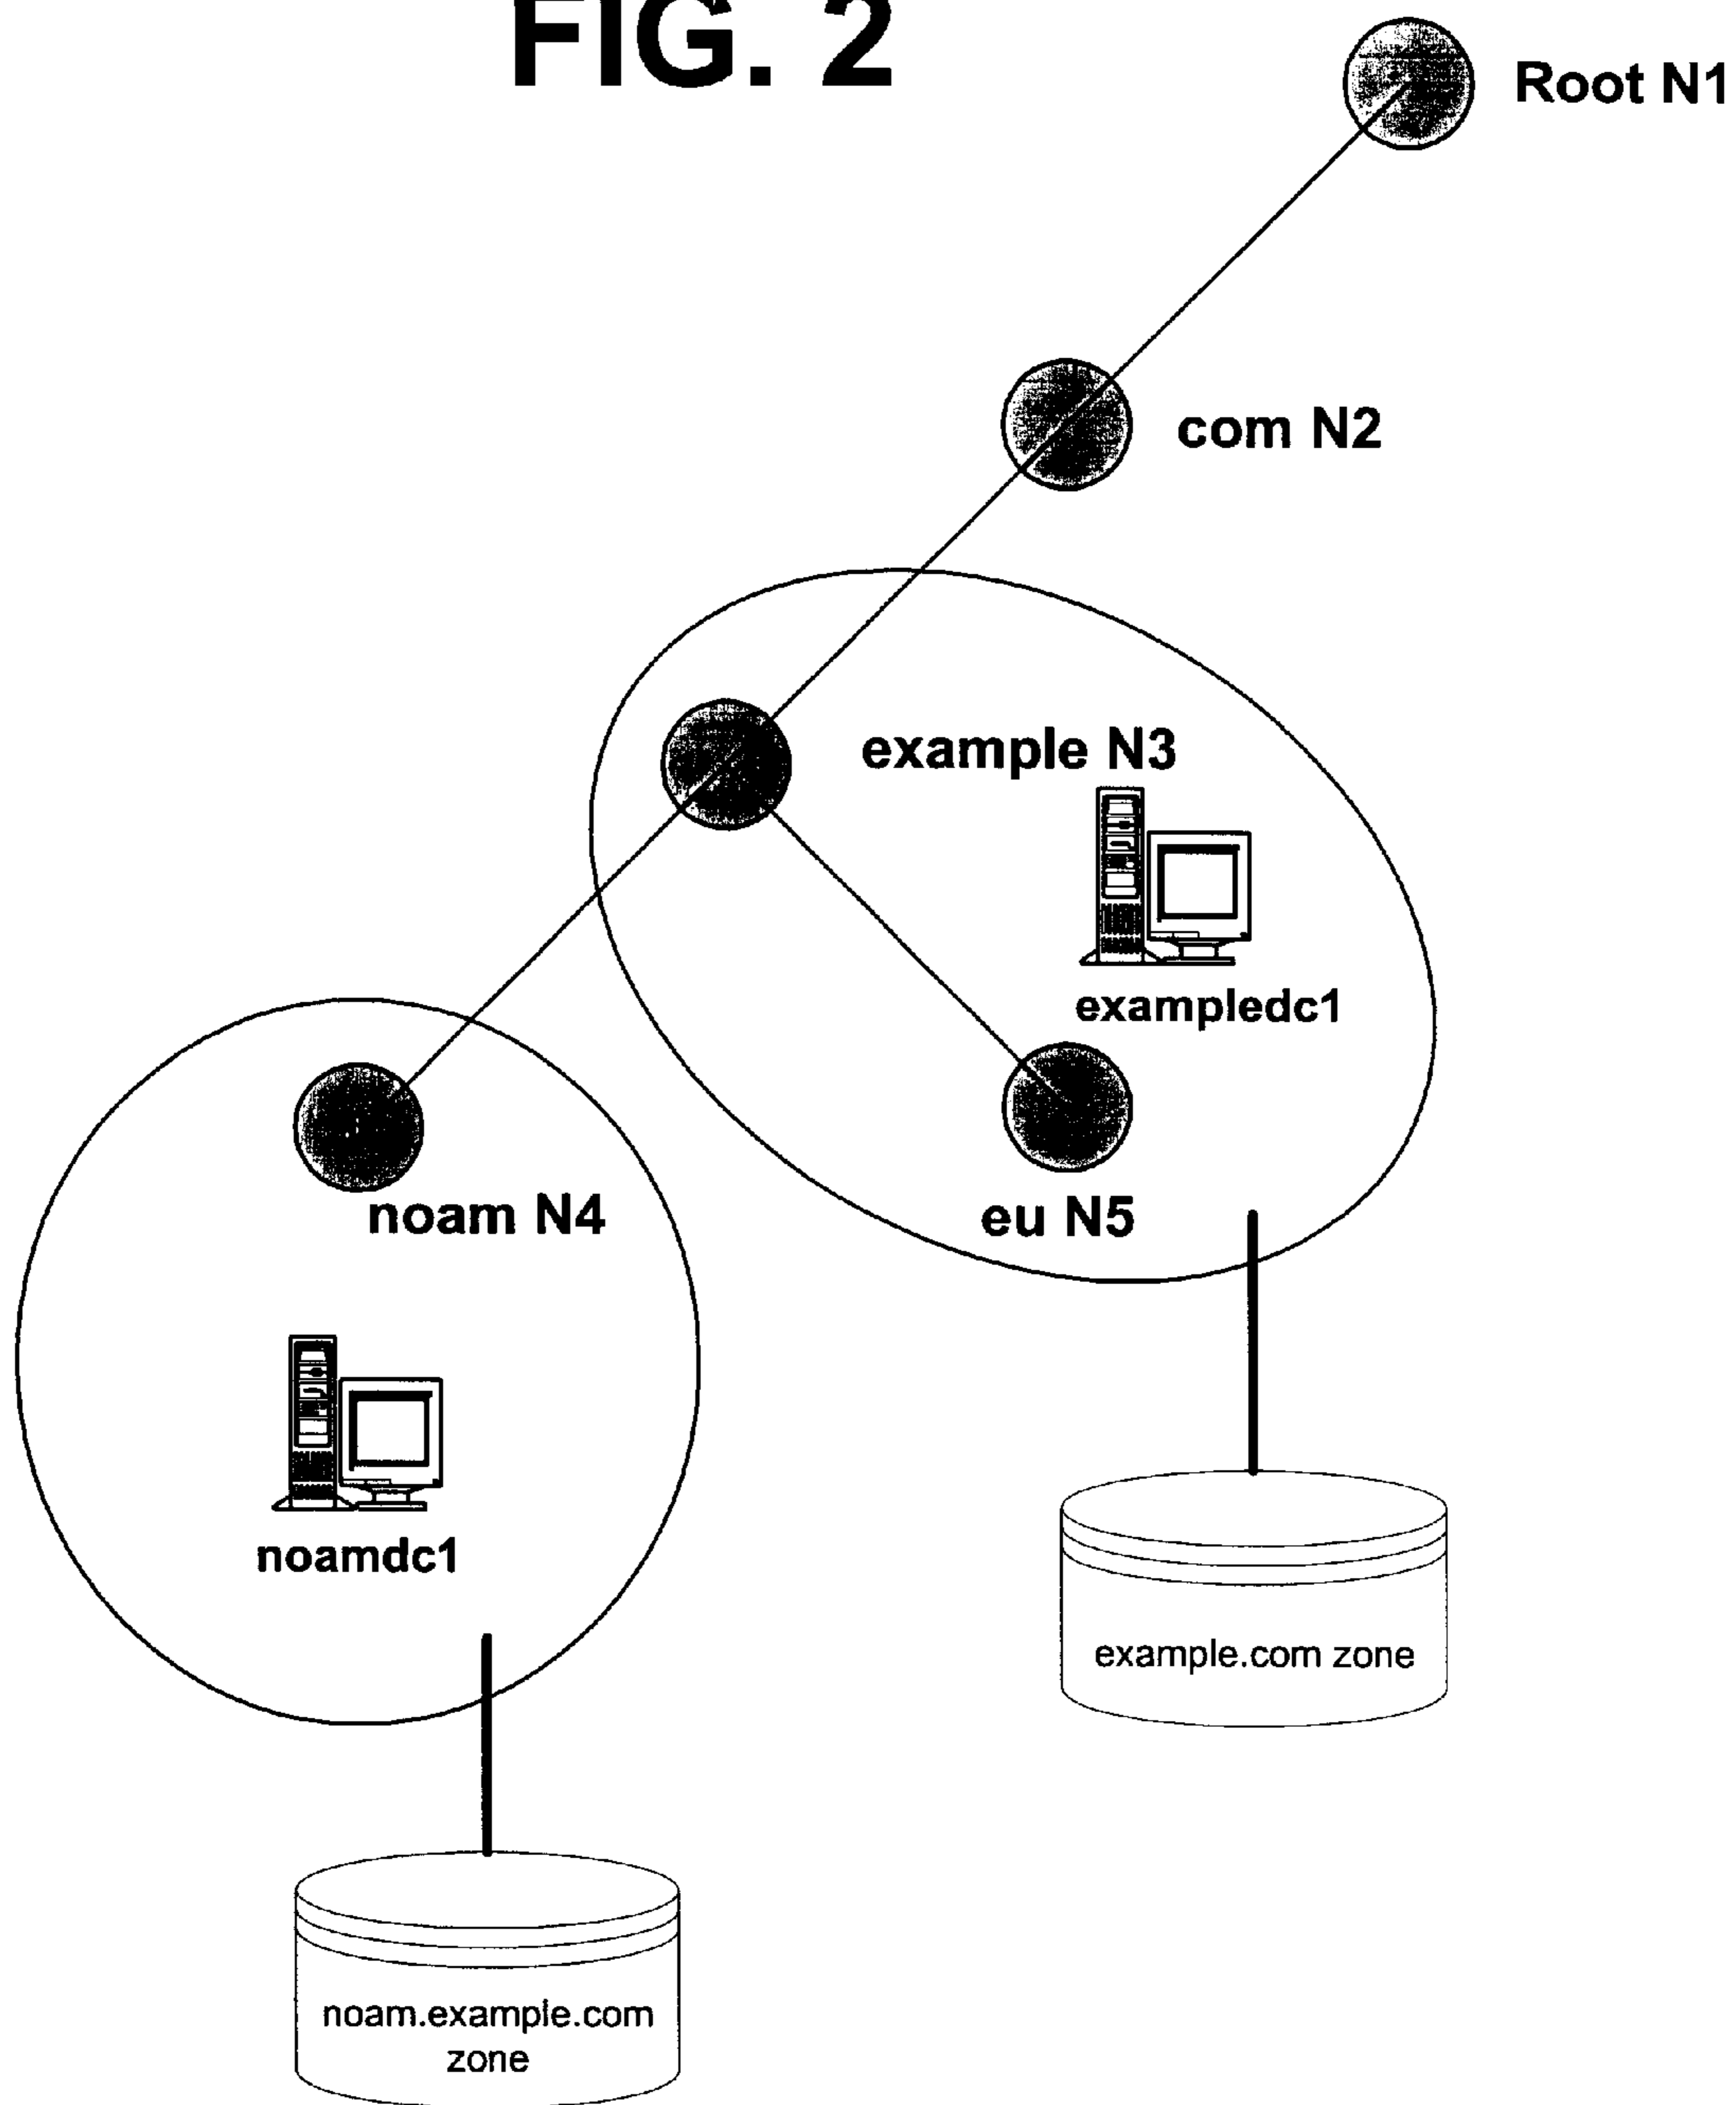 FIG. 2
Root N1
com N2
example N3
exampledc1
noam N4
eu N5
noamdc1
example.com zone
noam.example.com
zone